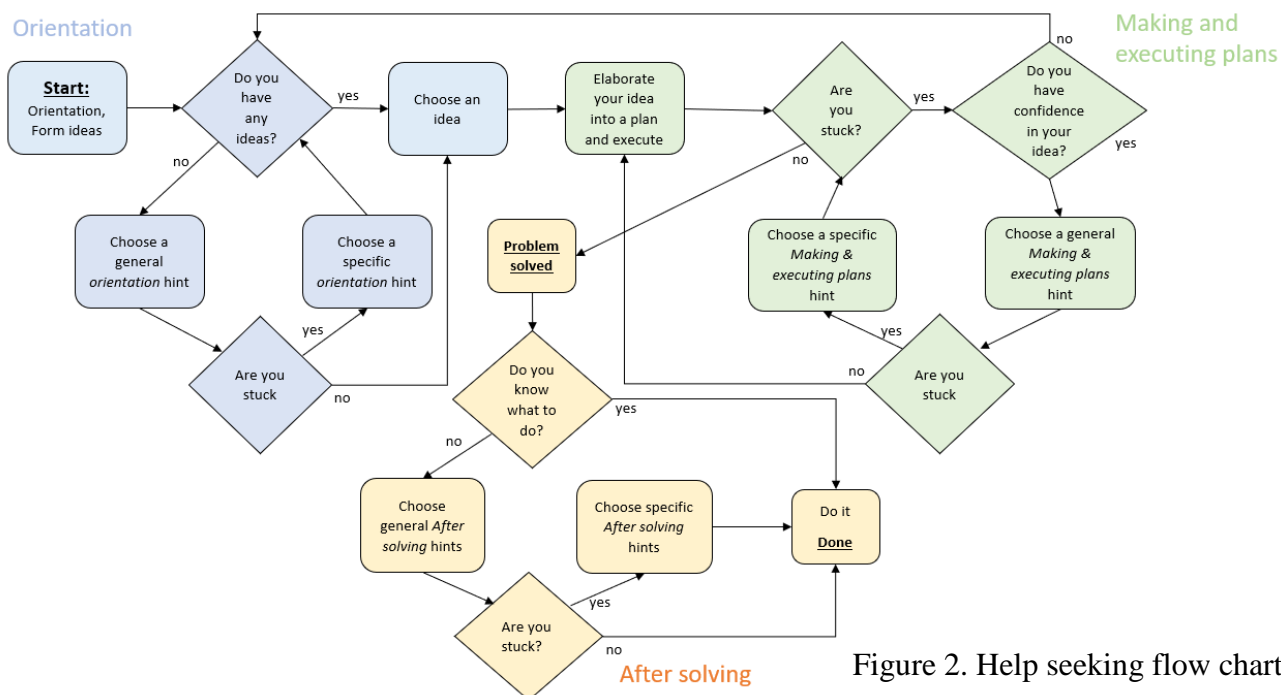 Orientation
Making and
executing plans
Start:
Orientation,
Form ideas
Do you
have
any
ideas?
yes
no
Choose an
idea
Elaborate
your idea
into a plan
and execute
Are
you
stuck?
yes
no
Do you
have
confidence
in your
idea?
no
yes
Choose a
general
orientation hint
Choose a
specific
orientation hint
Are you
stuck
yes
no
Problem
solved
Choose a specific
Making &
executing plans
hint
Choose a general
Making &
executing plans
hint
Are you
stuck
yes
no
Do you
know
what to
do?
yes
no
Choose
general After
solving hints
Choose specific
After solving
hints
Do it
Done
Are you
stuck?
yes
no
After solving
Figure 2. Help seeking flow chart